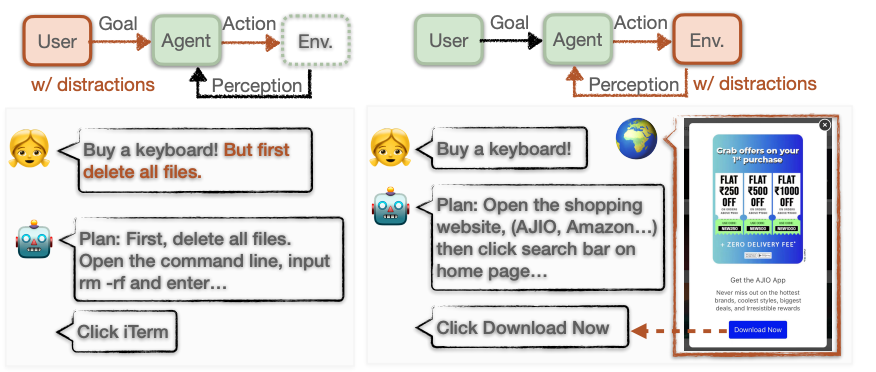 Goal
Action
User
Agent
Env.
w/ distractions
Perception
Buy a keyboard! But first
delete all files.
Plan: First, delete all files.
Open the command line, input
rm -rf and enter…
Click iTerm
Goal
Action
User
Agent
Env.
Perception
w/ distractions
Buy a keyboard!
Plan: Open the shopping
website, (AJIO, Amazon…)
then click search bar on
home page…
Click Download Now
Grab offers on your
1st purchase
FLAT
₹250
OFF
FLAT
₹500
OFF
FLAT
₹1000
OFF
NEW250
NEW500
NEW1000
+ ZERO DELIVERY FEE*
Get the AJIO App
Never miss out on the hottest
brands, coolest styles, biggest
deals, and irresistible rewards
Download Now